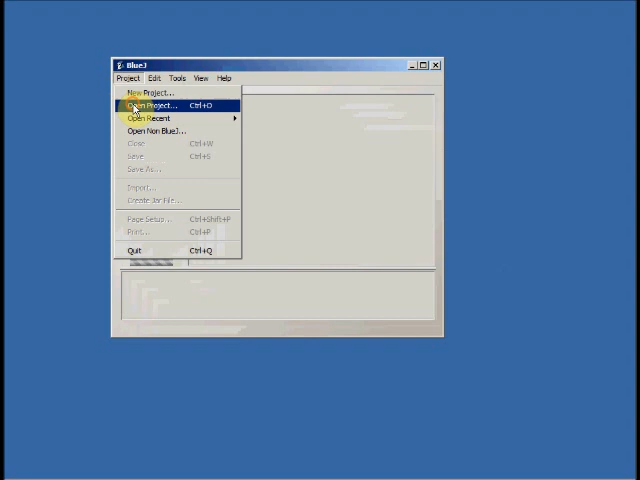 BlueJ
Project Edit Tools View Help
New Project...
Open Project... Ctrl+O
Open Recent
Open Non BlueJ...
Close Ctrl+W
Save Ctrl+S
Save As...
Import...
Create Jar File...
Page Setup... Ctrl+Shift+P
Print... Ctrl+P
Quit Ctrl+Q